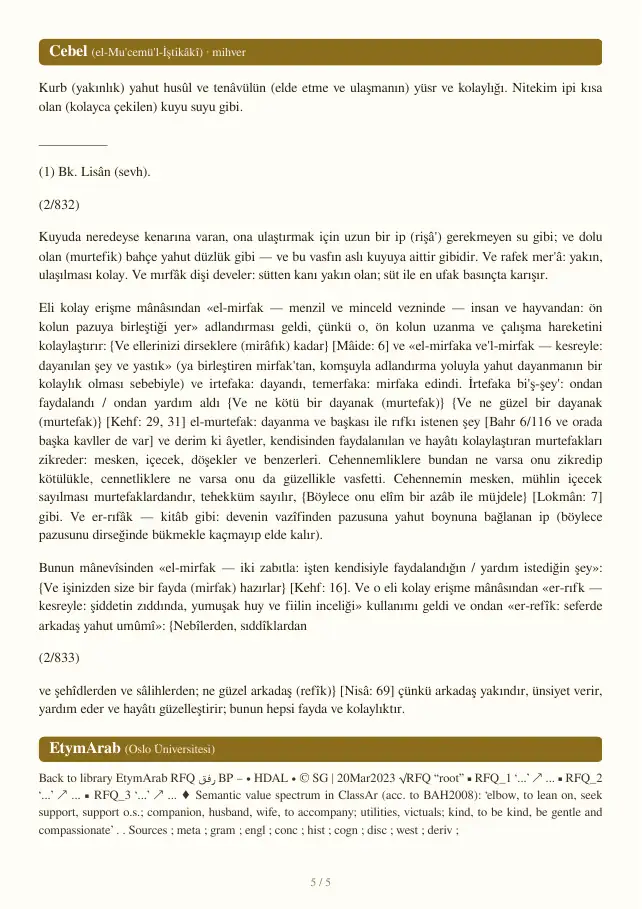 Cebel (el-Mu'cemü'l-İştikâkî) · mihver
Kurb (yakınlık) yahut husûl ve tenâvülün (elde etme ve ulaşmanın) yüsr ve kolaylığı. Nitekim ipi kısa
olan (kolayca çekilen) kuyu suyu gibi.
__________
(1) Bk. Lisân (sevh).
(2/832)
Kuyuda neredeyse kenarına varan, ona ulaştırmak için uzun bir ip (rişâ') gerekmeyen su gibi; ve dolu
olan (murtefik) bahçe yahut düzlük gibi — ve bu vasfın aslı kuyuya aittir gibidir. Ve rafek mer'â: yakın,
ulaşılması kolay. Ve mırfâk dişi develer: sütten kanı yakın olan; süt ile en ufak basınçta karışır.
Eli kolay erişme mânâsından «el-mirfak — menzil ve minceld vezninde — insan ve hayvandan: ön
kolun pazuya birleştiği yer» adlandırması geldi, çünkü o, ön kolun uzanma ve çalışma hareketini
kolaylaştırır: {Ve ellerinizi dirseklere (mirâfık) kadar} [Mâide: 6] ve «el-mirfaka ve'l-mirfak — kesreyle:
dayanılan şey ve yastık» (ya birleştiren mirfak'tan, komşuyla adlandırma yoluyla yahut dayanmanın bir
kolaylık olması sebebiyle) ve irtefaka: dayandı, temerfaka: mirfaka edindi. İrtefaka bi'ş-şey': ondan
faydalandı / ondan yardım aldı {Ve ne kötü bir dayanak (murtefak)} {Ve ne güzel bir dayanak
(murtefak)} [Kehf: 29, 31] el-murtefak: dayanma ve başkası ile rıfkı istenen şey [Bahr 6/116 ve orada
başka kavller de var] ve derim ki âyetler, kendisinden faydalanılan ve hayâtı kolaylaştıran murtefakları
zikreder: mesken, içecek, döşekler ve benzerleri. Cehennemliklere bundan ne varsa onu zikredip
kötülükle, cennetliklere ne varsa onu da güzellikle vasfetti. Cehennemin mesken, mühlin içecek
sayılması murtefaklardandır, tehekküm sayılır, {Böylece onu elîm bir azâb ile müjdele} [Lokmân: 7]
gibi. Ve er-rıfâk — kitâb gibi: devenin vazîfinden pazusuna yahut boynuna bağlanan ip (böylece
pazusunu dirseğinde bükmekle kaçmayıp elde kalır).
Bunun mânevîsinden «el-mirfak — iki zabıtla: işten kendisiyle faydalandığın / yardım istediğin şey»:
{Ve işinizden size bir fayda (mirfak) hazırlar} [Kehf: 16]. Ve o eli kolay erişme mânâsından «er-rıfk —
kesreyle: şiddetin zıddında, yumuşak huy ve fiilin inceliği» kullanımı geldi ve ondan «er-refîk: seferde
arkadaş yahut umûmî»: {Nebîlerden, sıddîklardan
(2/833)
ve şehîdlerden ve sâlihlerden; ne güzel arkadaş (refîk)} [Nisâ: 69] çünkü arkadaş yakındır, ünsiyet verir,
yardım eder ve hayâtı güzelleştirir; bunun hepsi fayda ve kolaylıktır.
EtymArab (Oslo Üniversitesi)
Back to library EtymArab RFQ رفق BP – • HDAL • © SG | 20Mar2023 √RFQ “root” ▪ RFQ_1 ‘...’ ↗ ... ▪ RFQ_2
‘...’ ↗ ... ▪ RFQ_3 ‘...’ ↗ ... ♦ Semantic value spectrum in ClassAr (acc. to BAH2008): ‘elbow, to lean on, seek
support, support o.s.; companion, husband, wife, to accompany; utilities, victuals; kind, to be kind, be gentle and
compassionate’ . . Sources ; meta ; gram ; engl ; conc ; hist ; cogn ; disc ; west ; deriv ;
5 / 5